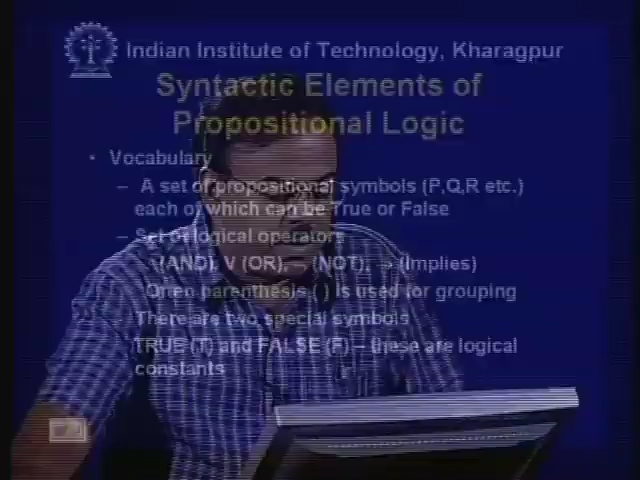 Indian Institute of Technology, Kharagpur
Syntactic Elements of
Propositional Logic
• Vocabulary
– A set of propositional symbols (P,Q,R etc.)
each of which can be True or False
– Set of logical operators
(AND), V (OR), (NOT), → (Implies)
Often parenthesis ( ) is used for grouping
– There are two special symbols
TRUE (T) and FALSE (F) – these are logical
constants